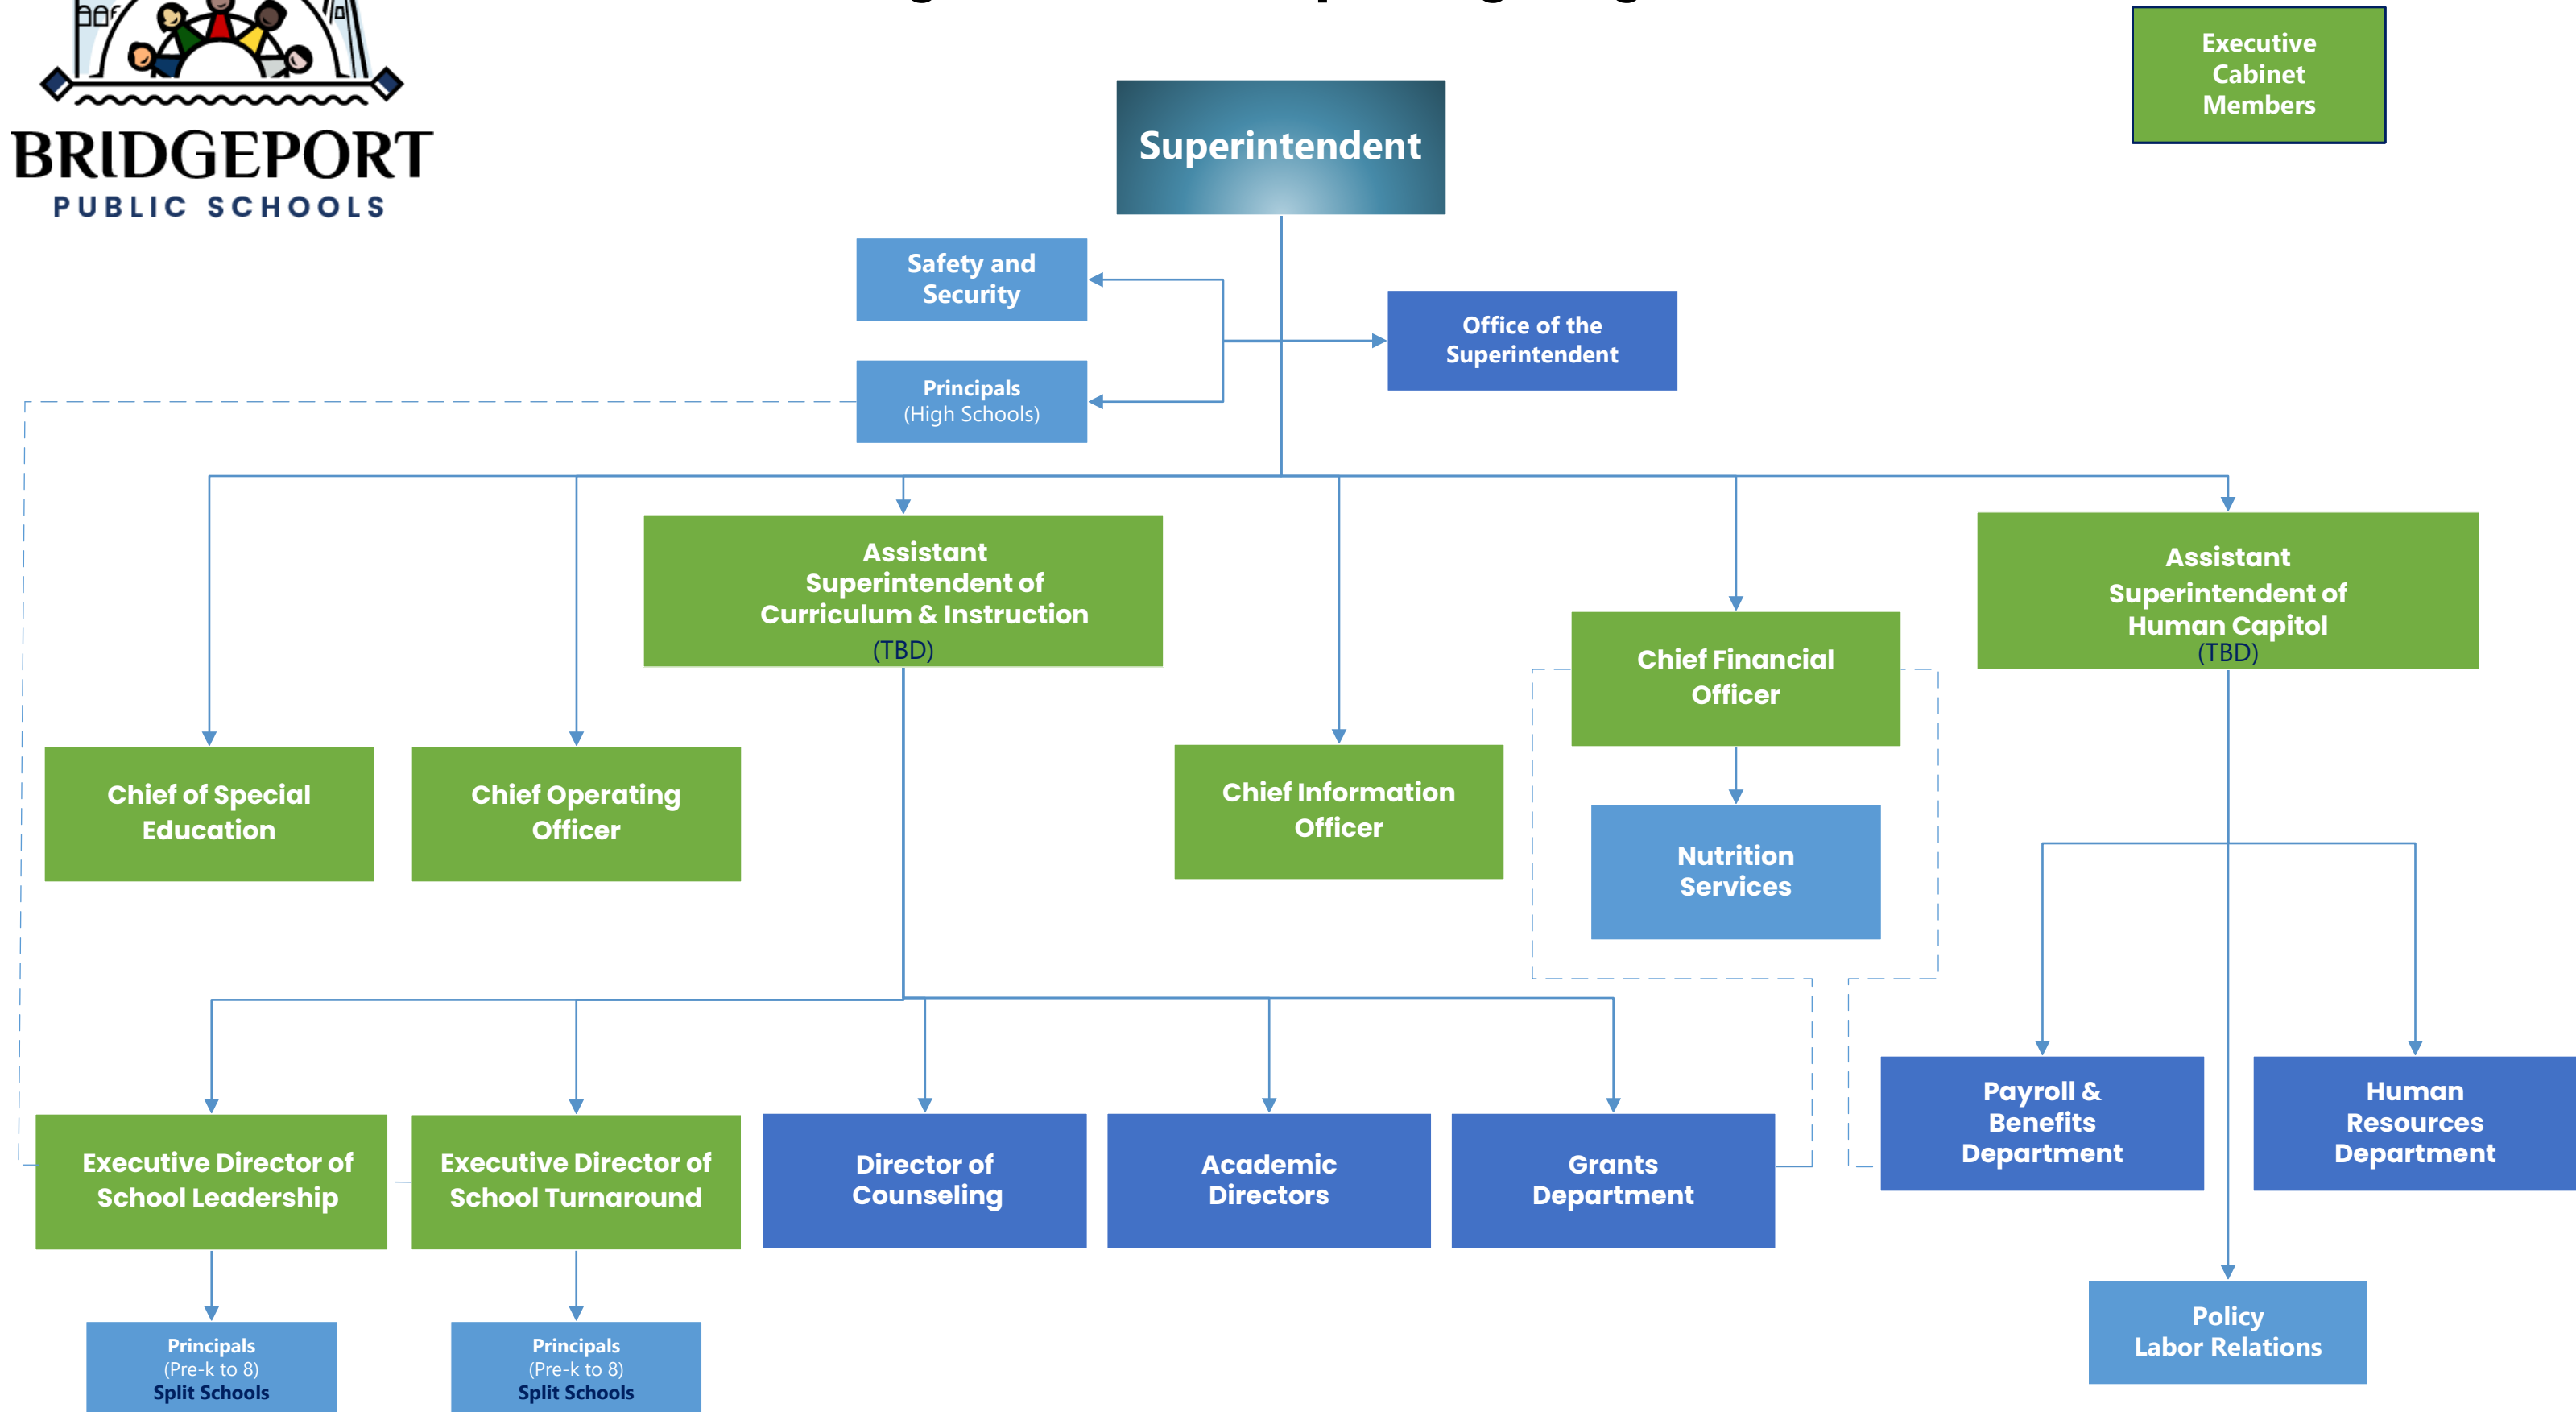 BRIDGEPORT
PUBLIC SCHOOLS
Executive
Cabinet
Members
Superintendent
Safety and
Security
Office of the
Superintendent
Principals
(High Schools)
Assistant
Superintendent of
Curriculum & Instruction
(TBD)
Assistant
Superintendent of
Human Capitol
(TBD)
Chief Financial
Officer
Chief of Special
Education
Chief Operating
Officer
Chief Information
Officer
Nutrition
Services
Executive Director of
School Leadership
Executive Director of
School Turnaround
Director of
Counseling
Academic
Directors
Grants
Department
Payroll &
Benefits
Department
Human
Resources
Department
Principals
(Pre-k to 8)
Split Schools
Principals
(Pre-k to 8)
Split Schools
Policy
Labor Relations